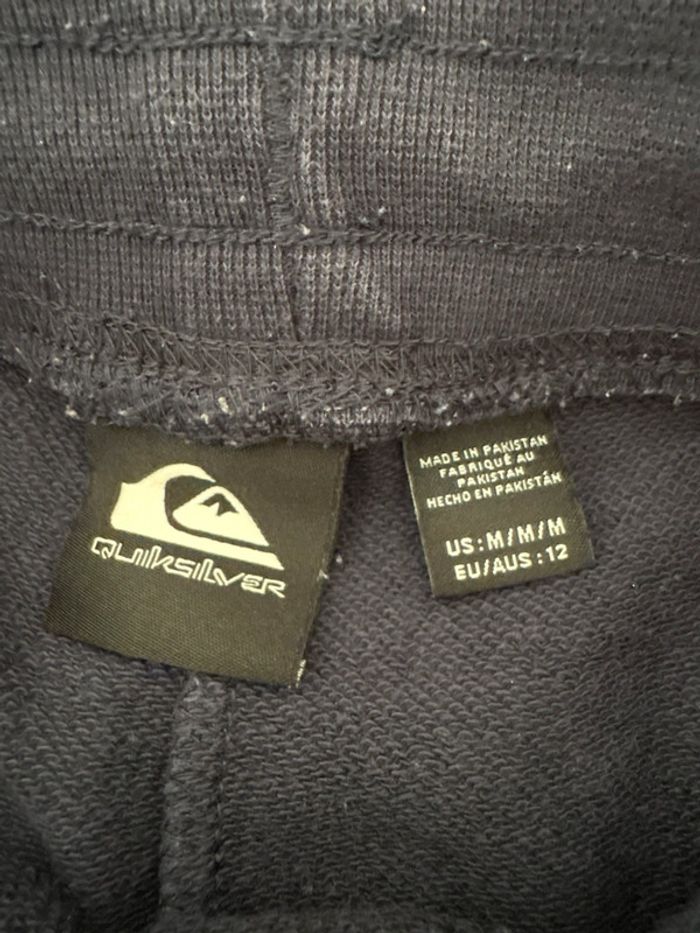 QUIKSILVER
MADE IN PAKISTAN
FABRIQUÉ AU
PAKISTAN
HECHO EN PAKISTÁN
US:M/M/M
EU/AUS:12